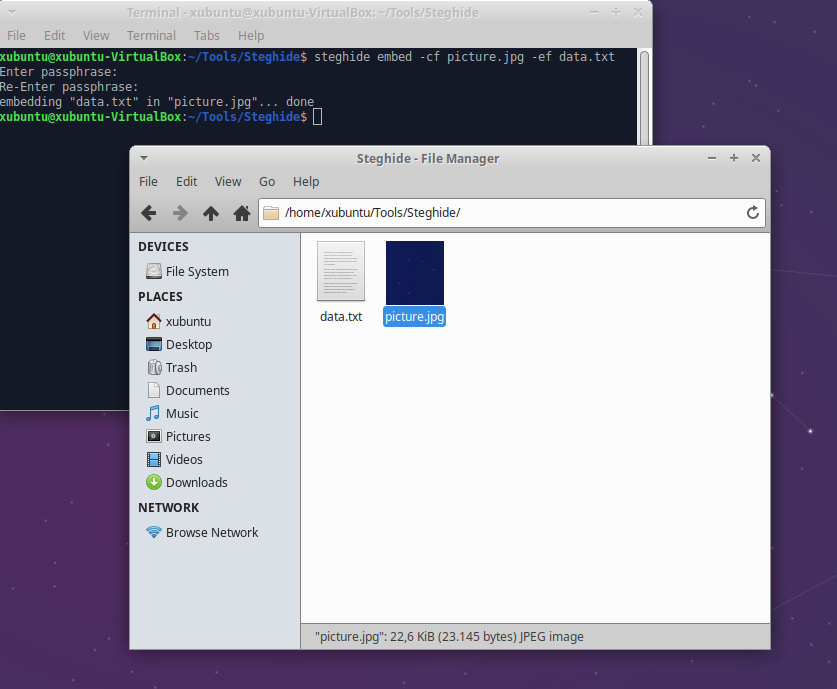 Terminal - xubuntu@xubuntu-VirtualBox: ~/Tools/Steghide
File Edit View Terminal Tabs Help
xubuntu@xubuntu-VirtualBox:~/Tools/Steghide$ steghide embed -cf picture.jpg -ef data.txt
Enter passphrase:
Re-Enter passphrase:
embedding "data.txt" in "picture.jpg"... done
xubuntu@xubuntu-VirtualBox:~/Tools/Steghide$
Steghide - File Manager
File Edit View Go Help
/home/xubuntu/Tools/Steghide/
DEVICES
File System
PLACES
xubuntu
Desktop
Trash
Documents
Music
Pictures
Videos
Downloads
NETWORK
Browse Network
data.txt picture.jpg
"picture.jpg": 22,6 KiB (23.145 bytes) JPEG image